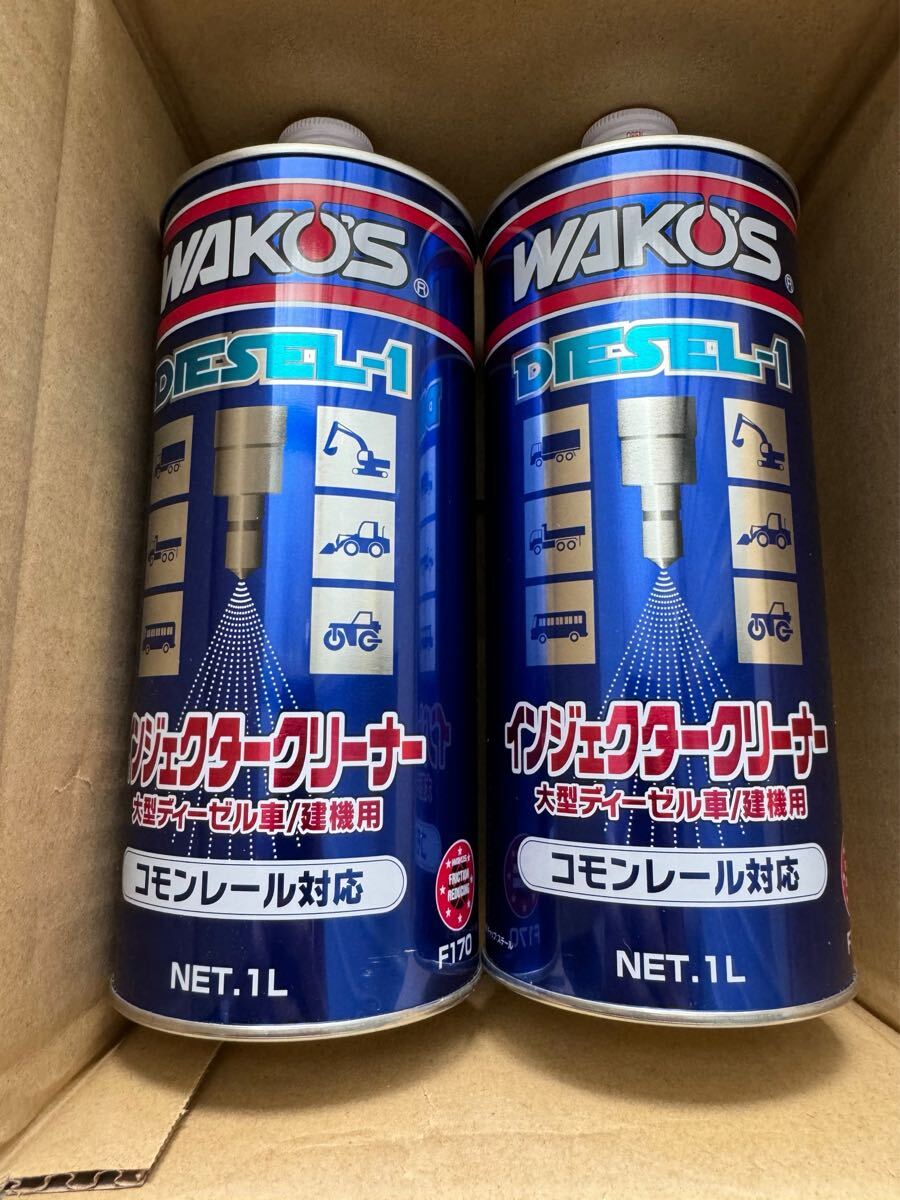 WAKO'S®
DIESEL-1
インジェクタークリーナー
大型ディーゼル車/建機用
コモンレール対応
WAKO'S
FRICTION
REDUCING
F170
NET.1L
WAKO'S®
DIESEL-1
インジェクタークリーナー
大型ディーゼル車/建機用
コモンレール対応
NET.1L